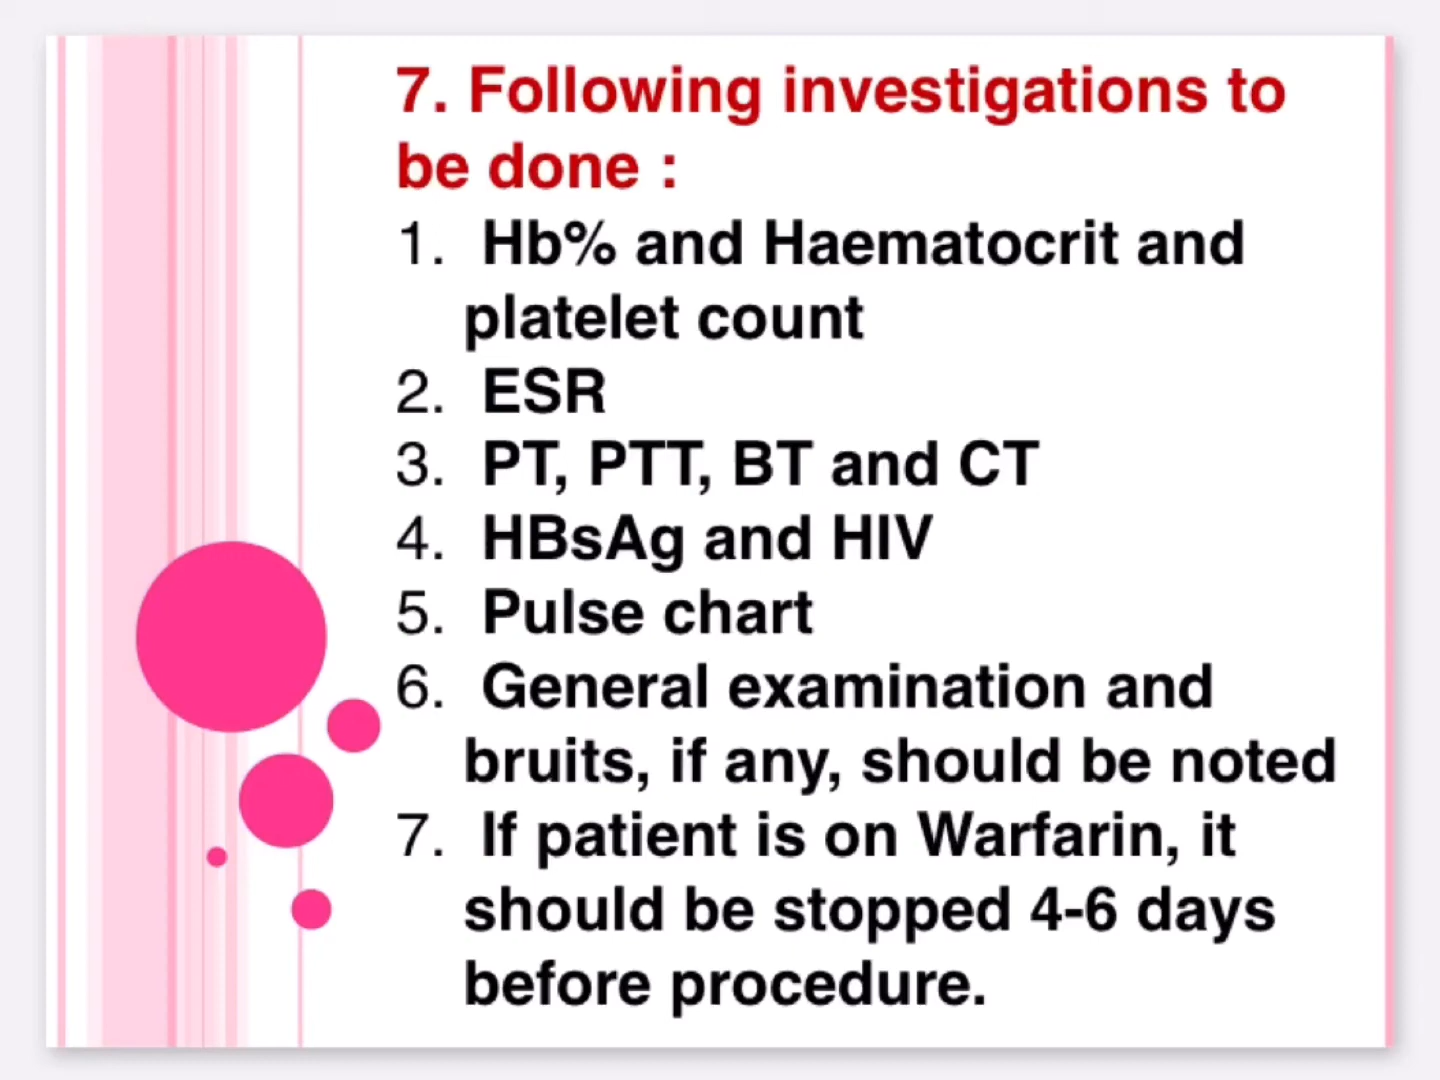 7. Following investigations to
be done :
1. Hb% and Haematocrit and
platelet count
2. ESR
3. PT, PTT, BT and CT
4. HBsAg and HIV
5. Pulse chart
6. General examination and
bruits, if any, should be noted
7. If patient is on Warfarin, it
should be stopped 4-6 days
before procedure.